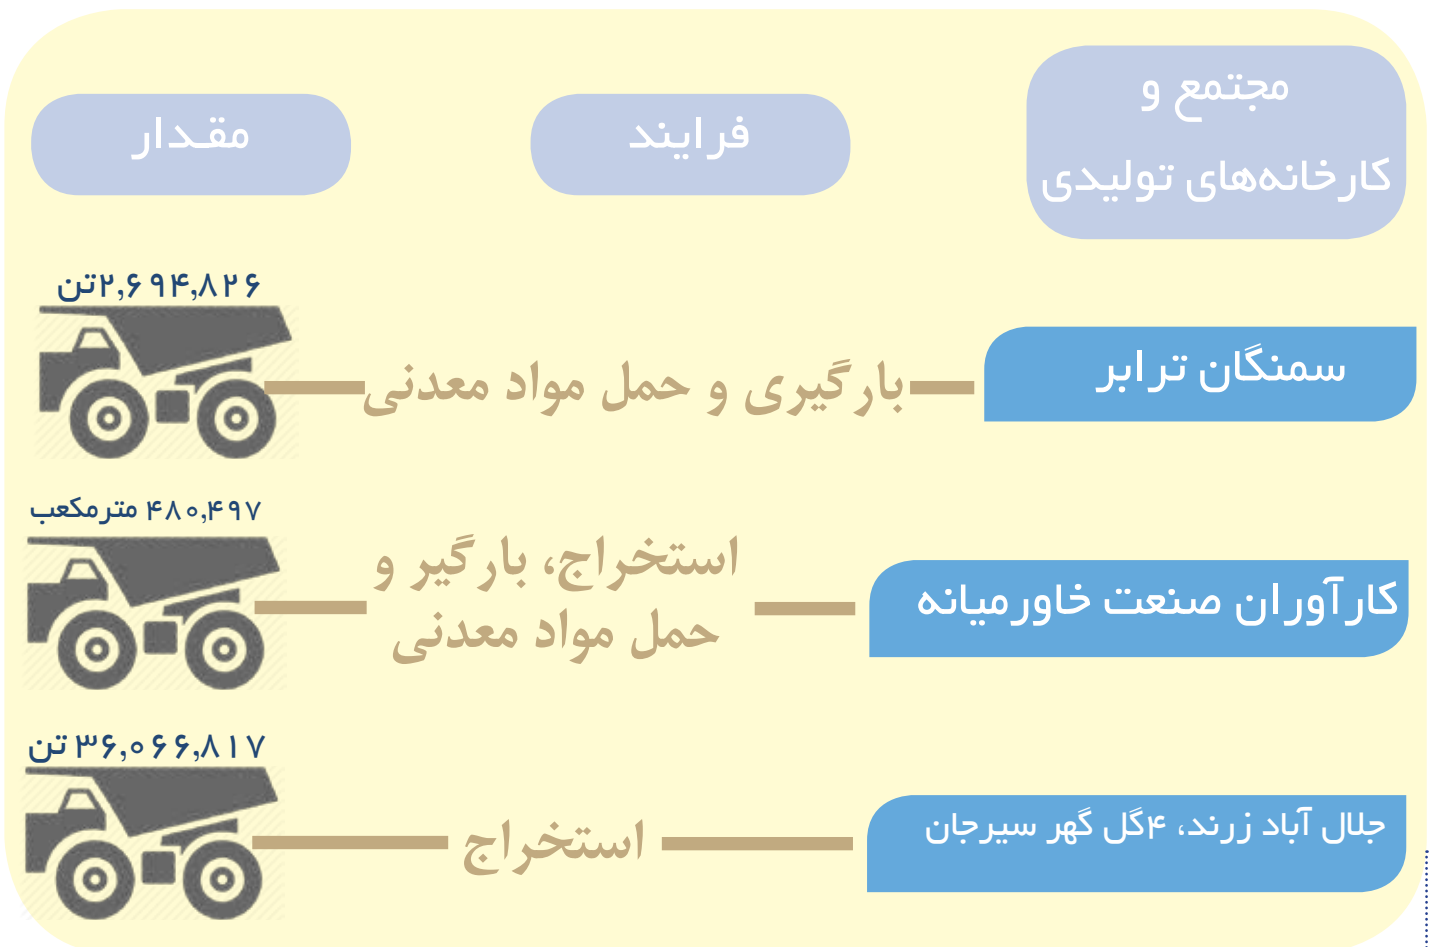 مجتمع و
کارخانه‌های تولیدی
فرایند
مقـدار
سمنگان ترابر
بارگیری و حمل مواد معدنی
۲,۶۹۴,۸۲۶تن
کارآوران صنعت خاورمیانه
استخراج، بارگیر و
حمل مواد معدنی
۴۸۰,۴۹۷ مترمکعب
جلال آباد زرند، ۴گل گهر سیرجان
استخراج
۳۶,۰۶۶,۸۱۷ تن